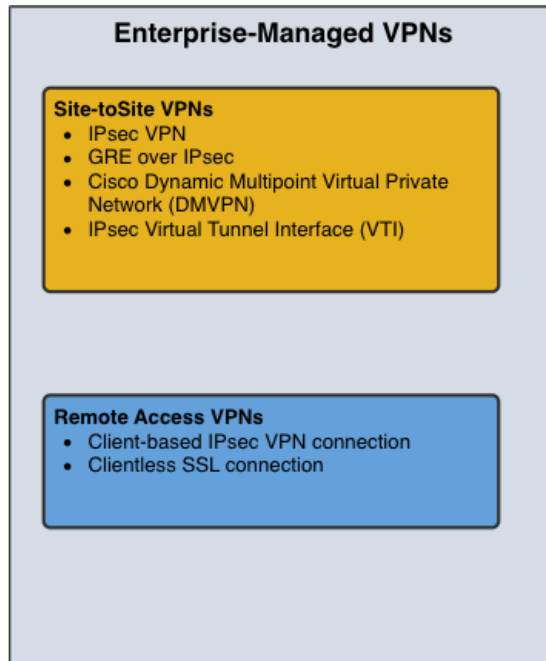 Enterprise-Managed VPNs
Site-toSite VPNs
• IPsec VPN
• GRE over IPsec
• Cisco Dynamic Multipoint Virtual Private
Network (DMVPN)
• IPsec Virtual Tunnel Interface (VTI)
Remote Access VPNs
• Client-based IPsec VPN connection
• Clientless SSL connection